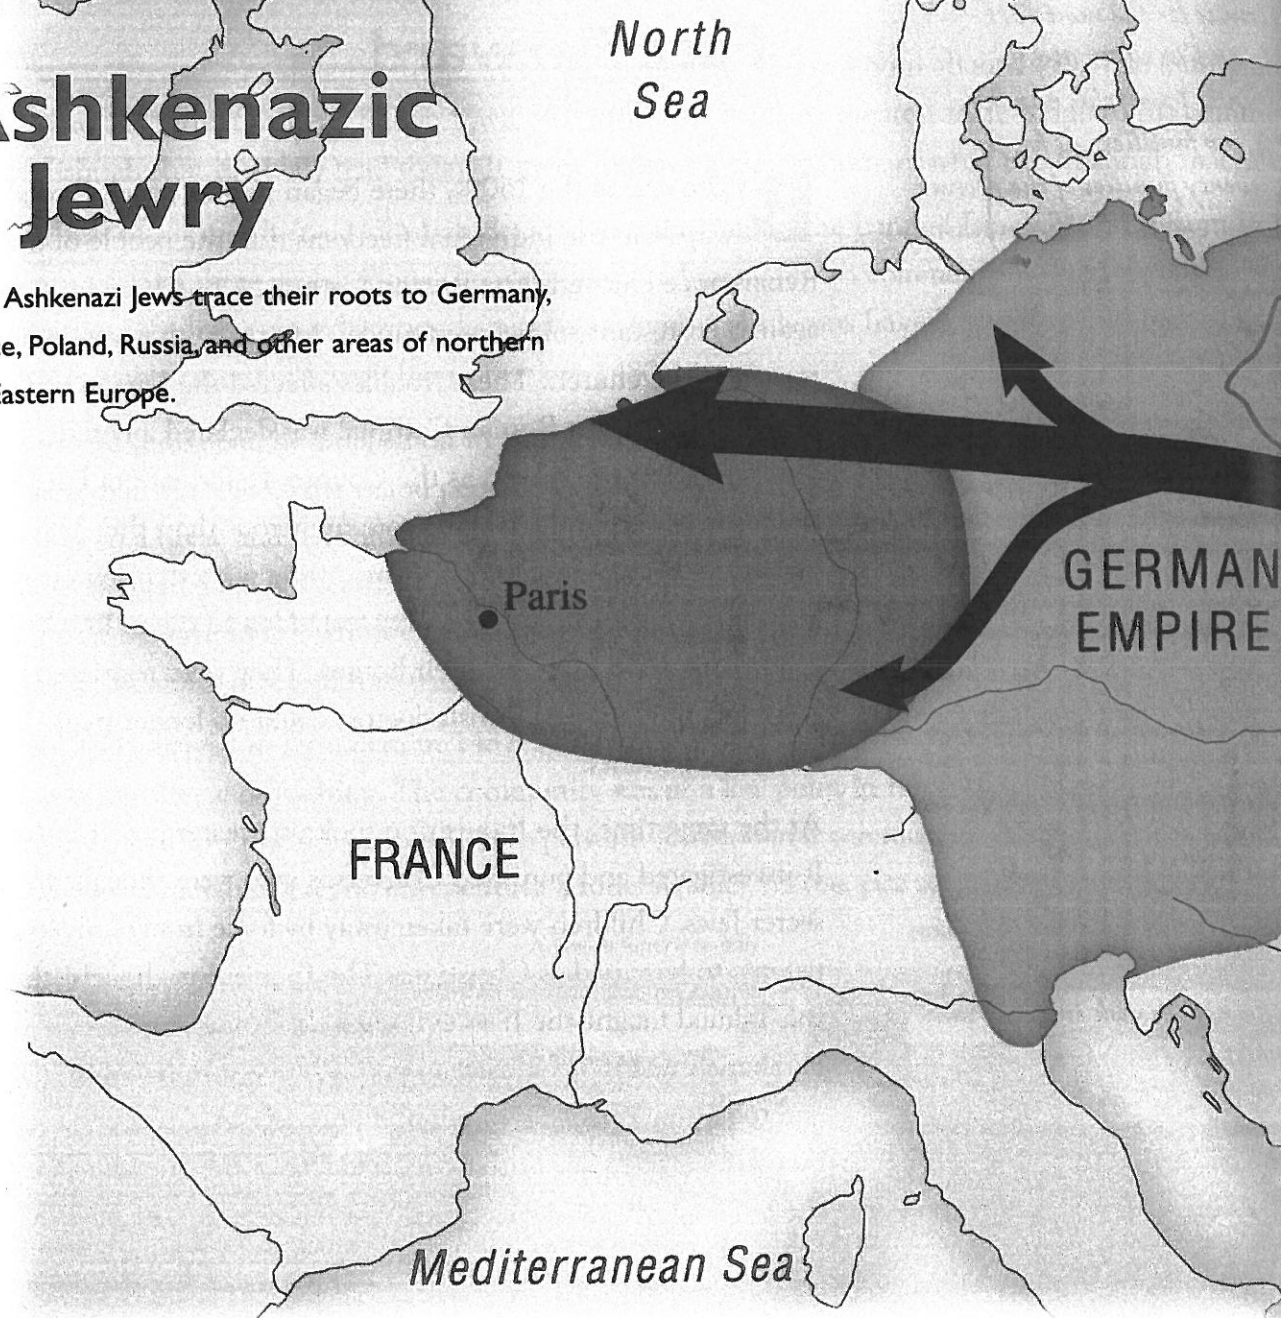 North
Sea
Ashkenazic
Jewry
Ashkenazi Jews trace their roots to Germany,
e, Poland, Russia, and other areas of northern
Eastern Europe.
Paris
GERMAN
EMPIRE
FRANCE
Mediterranean Sea